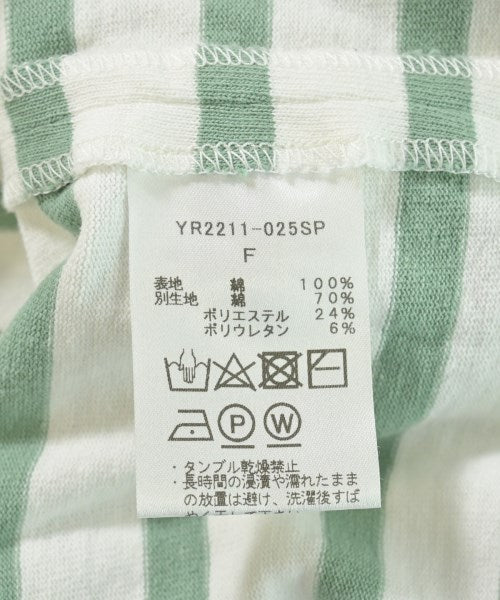 YR2211-025SP
F
表地 綿 100%
別生地 綿 70%
ポリエステル 24%
ポリウレタン 6%
P W
・タンブル乾燥禁止
・長時間の浸漬や濡れたまま
の放置は避け、洗濯後すば